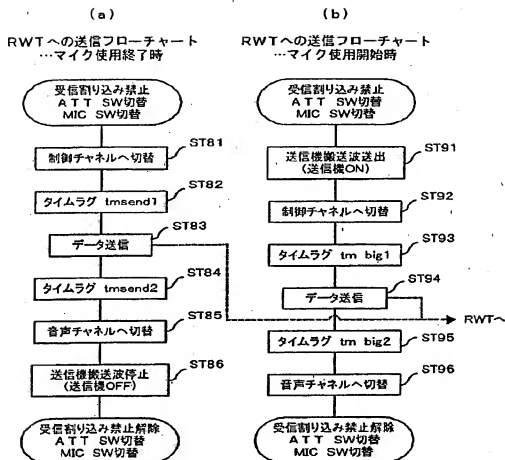 (a)
RWTへの送信フローチャート
…マイク使用終了時
受信割り込み禁止
ATT SW切替
MIC SW切替
ST81
制御チャネルへ切替
ST82
タイムラグ tmsend1
ST83
データ送信
ST84
タイムラグ tmsend2
ST85
音声チャネルへ切替
ST86
送信機搬送波停止
(送信機OFF)
受信割り込み禁止解除
ATT SW切替
MIC SW切替
(b)
RWTへの送信フローチャート
…マイク使用開始時
受信割り込み禁止
ATT SW切替
MIC SW切替
ST91
送信機搬送波送出
(送信機ON)
ST92
制御チャネルへ切替
ST93
タイムラグ tm big1
ST94
データ送信
RWTへ
ST95
タイムラグ tm big2
ST96
音声チャネルへ切替
受信割り込み禁止解除
ATT SW切替
MIC SW切替